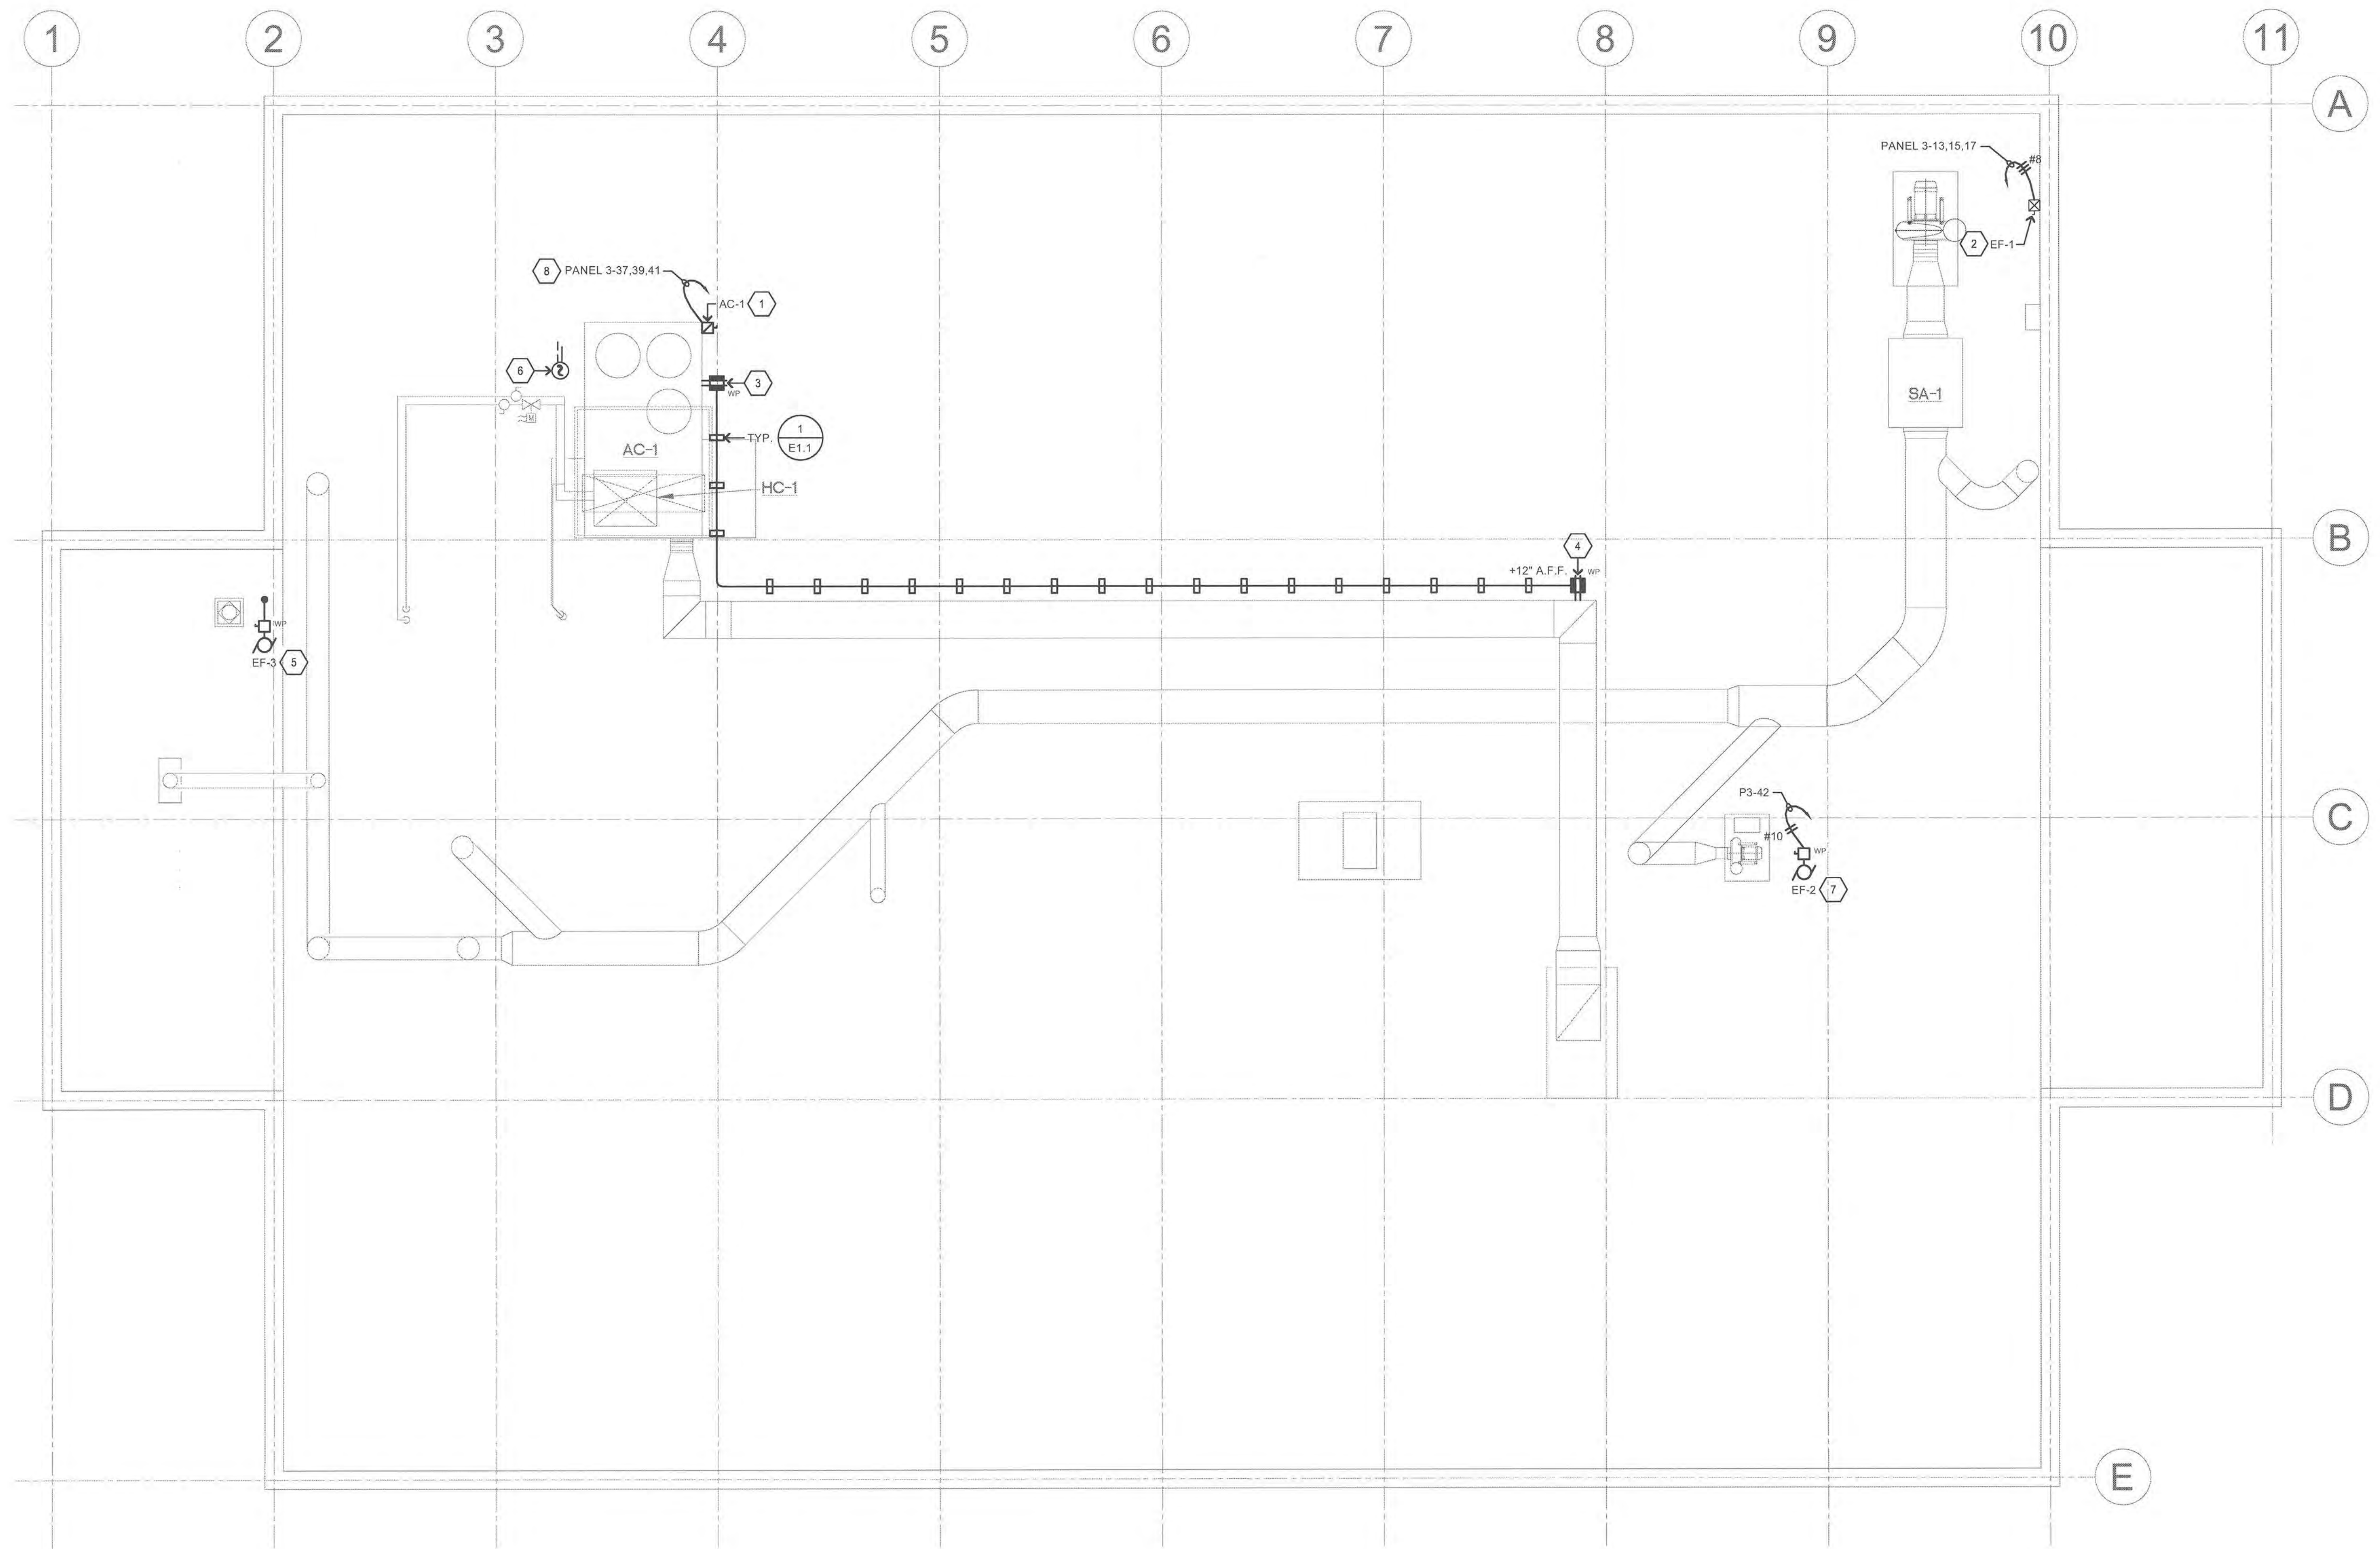 1 2 3 4 5 6 7 8 9 10 11
A
PANEL 3-13,15,17
#8
2 EF-1
8 PANEL 3-37,39,41
AC-1 1
6
3
WP
M
SA-1
TYP. 1
E1.1
AC-1
HC-1
B
4
+12" A.F.F. WP
WP
EF-3 5
P3-42
C
#10
WP
EF-2 7
D
E